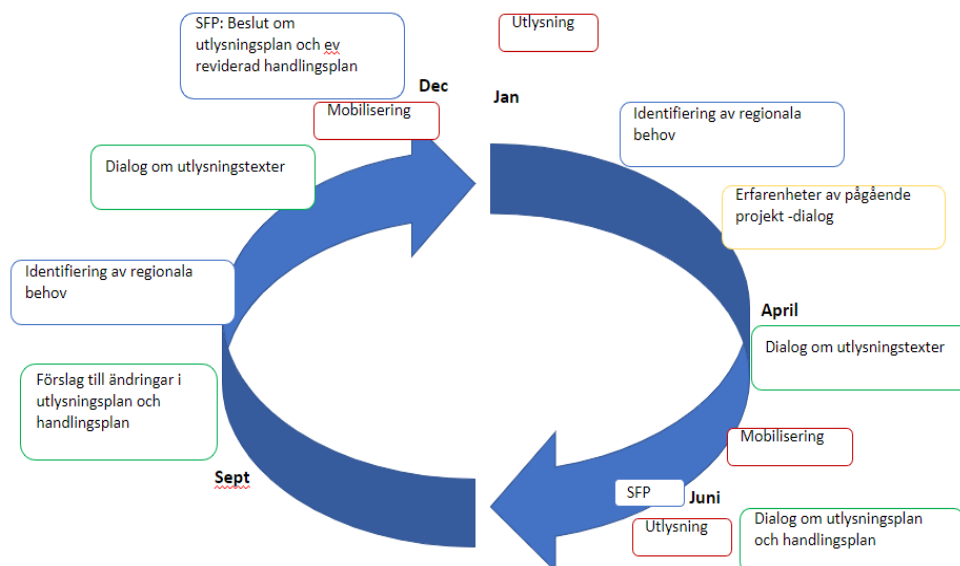 SFP: Beslut om
utlysningsplan och ev
reviderad handlingsplan
Utlysning
Dec
Jan
Mobilisering
Identifiering av regionala
behov
Dialog om utlysningstexter
Erfarenheter av pågående
projekt -dialog
Identifiering av regionala
behov
April
Dialog om utlysningstexter
Förslag till ändringar i
utlysningsplan och
handlingsplan
Mobilisering
Sept
SFP
Juni
Utlysning
Dialog om utlysningsplan
och handlingsplan